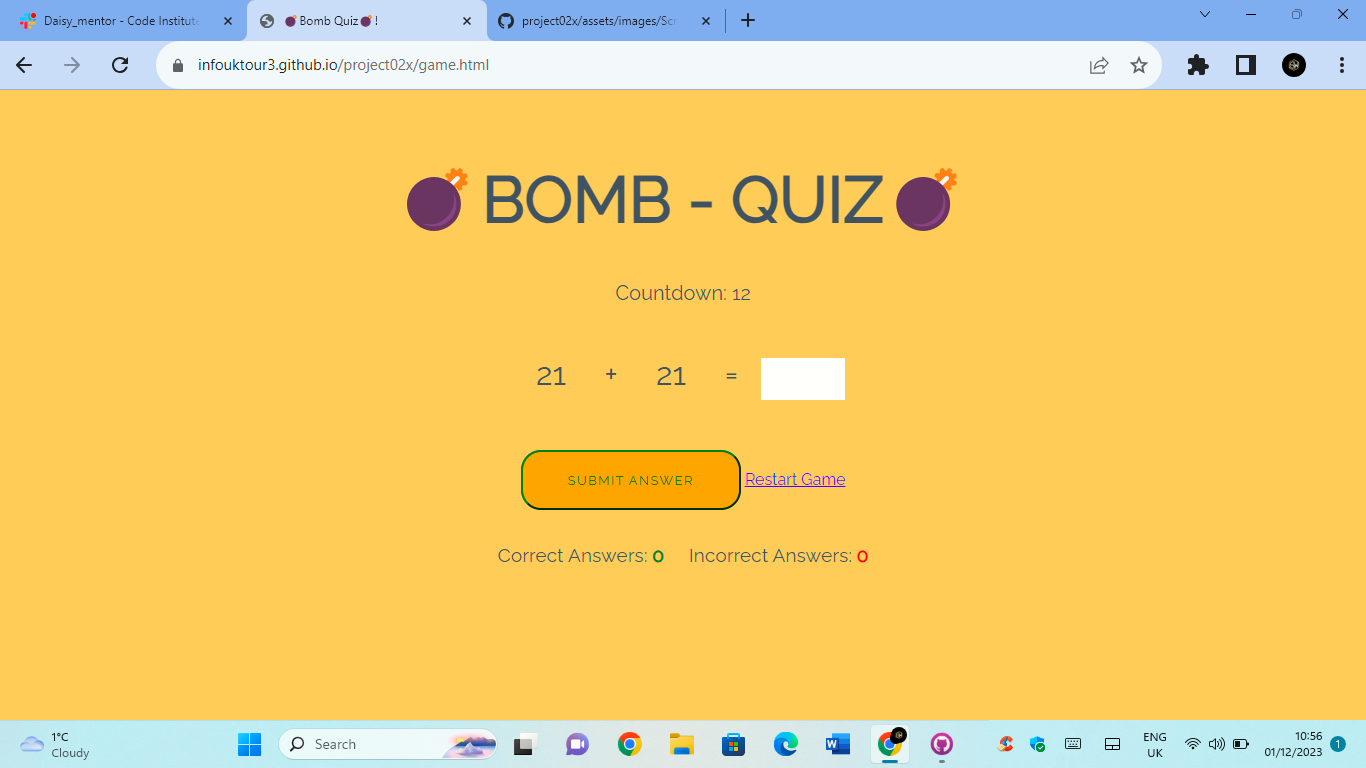 Daisy_mentor - Code Institute
Bomb Quiz !
project02x/assets/images/Scr
infouktour3.github.io/project02x/game.html
BOMB - QUIZ
Countdown: 12
21 + 21 =
SUBMIT ANSWER
Restart Game
Correct Answers: 0 Incorrect Answers: 0
1°C
Cloudy
Search
ENG
UK
10:56
01/12/2023
1